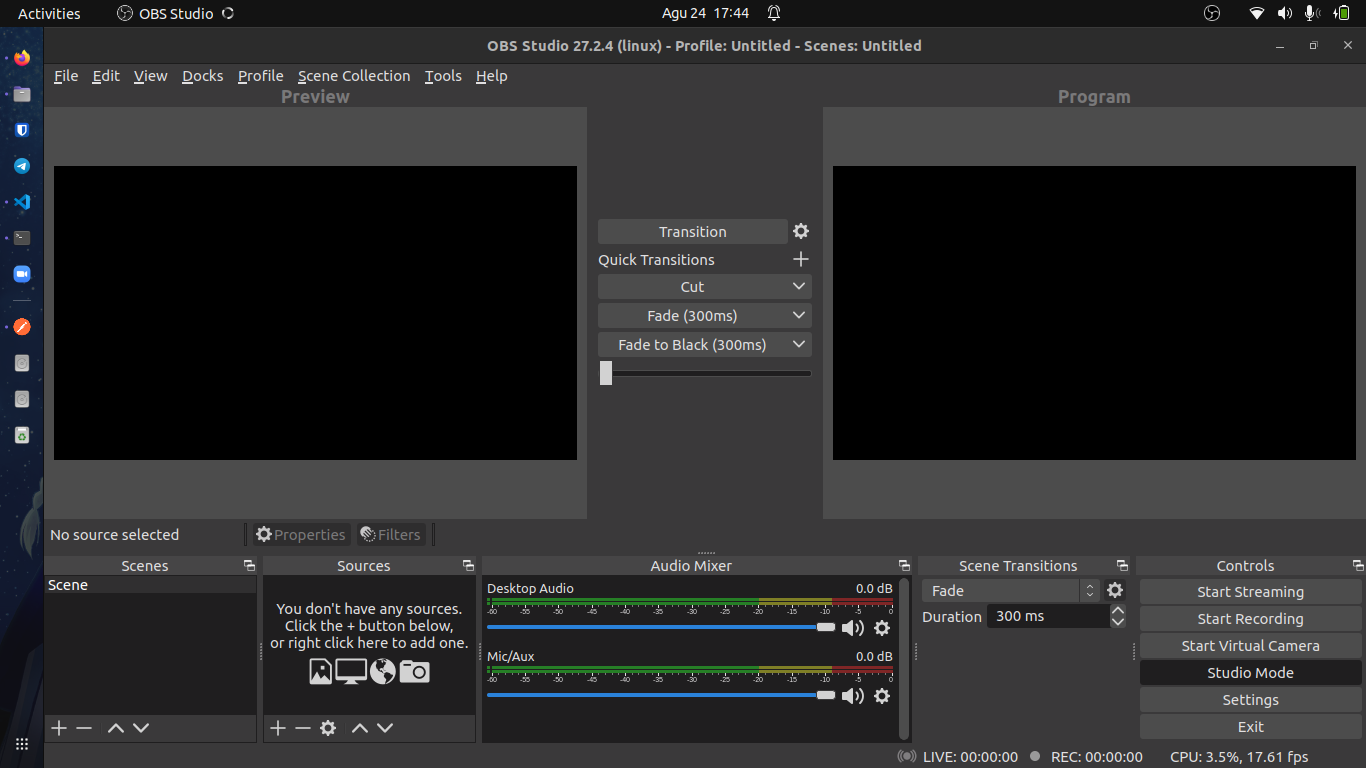 Activities OBS Studio Agu 24 17:44
OBS Studio 27.2.4 (linux) - Profile: Untitled - Scenes: Untitled
File Edit View Docks Profile Scene Collection Tools Help
Preview
Program
Transition
Quick Transitions
Cut
Fade (300ms)
Fade to Black (300ms)
No source selected Properties Filters
Scenes
Scene
Sources
You don't have any sources.
Click the + button below,
or right click here to add one.
Audio Mixer
Desktop Audio 0.0 dB
-60 -55 -50 -45 -40 -35 -30 -25 -20 -15 -10 -5 0
Mic/Aux 0.0 dB
-60 -55 -50 -45 -40 -35 -30 -25 -20 -15 -10 -5 0
Scene Transitions
Fade
Duration 300 ms
Controls
Start Streaming
Start Recording
Start Virtual Camera
Studio Mode
Settings
Exit
LIVE: 00:00:00 REC: 00:00:00 CPU: 3.5%, 17.61 fps